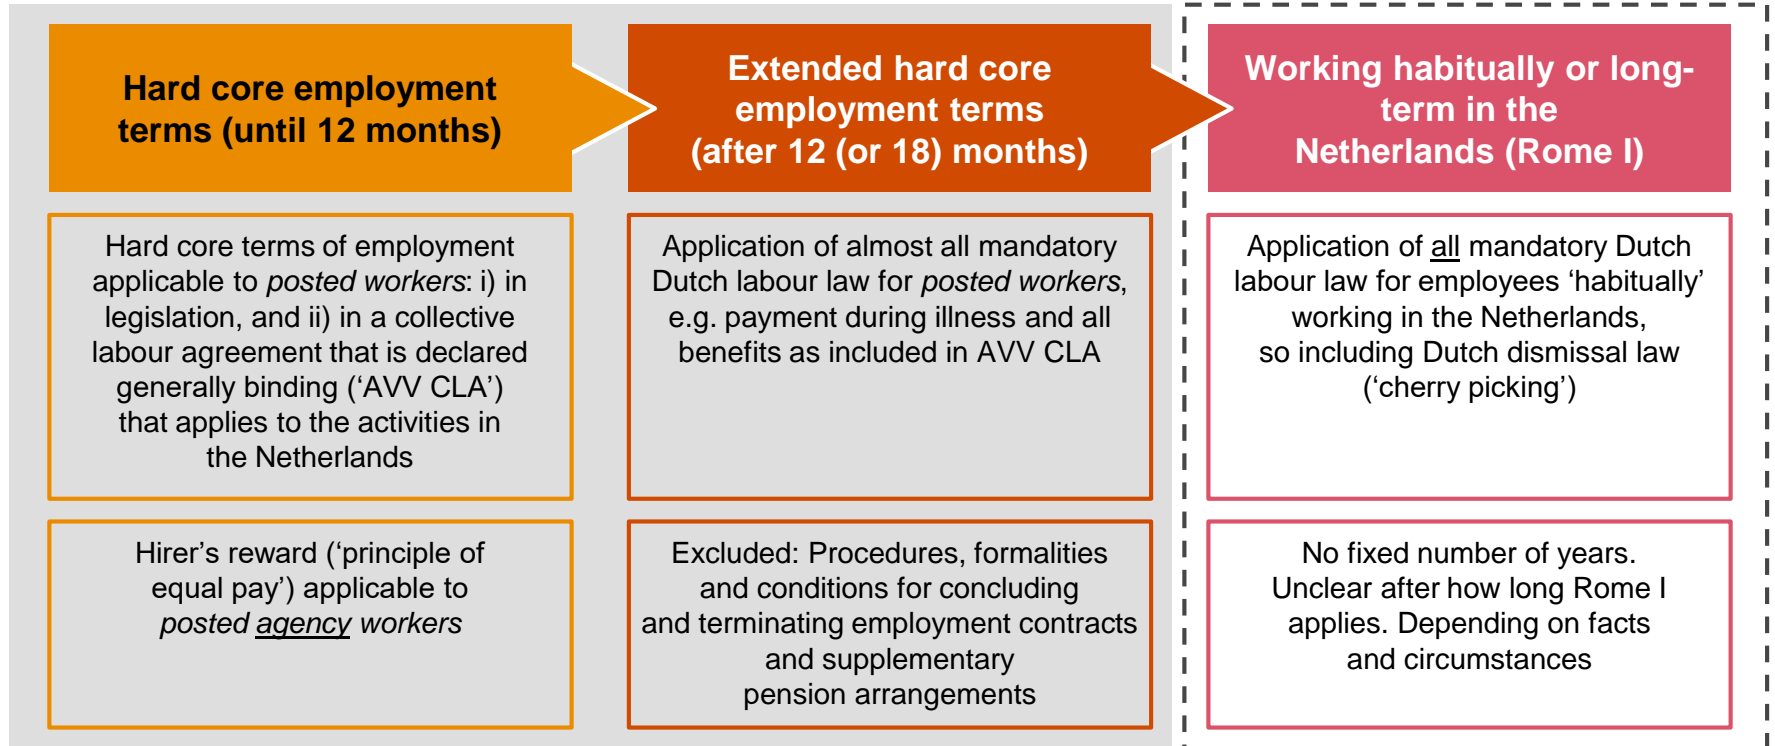 Hard core employment
terms (until 12 months)
Extended hard core
employment terms
(after 12 (or 18) months)
Working habitually or long-
term in the
Netherlands (Rome I)
Hard core terms of employment
applicable to posted workers: i) in
legislation, and ii) in a collective
labour agreement that is declared
generally binding (‘AVV CLA’)
that applies to the activities in
the Netherlands
Application of almost all mandatory
Dutch labour law for posted workers,
e.g. payment during illness and all
benefits as included in AVV CLA
Application of all mandatory Dutch
labour law for employees ‘habitually’
working in the Netherlands,
so including Dutch dismissal law
(‘cherry picking’)
Hirer’s reward (‘principle of
equal pay’) applicable to
posted agency workers
Excluded: Procedures, formalities
and conditions for concluding
and terminating employment contracts
and supplementary
pension arrangements
No fixed number of years.
Unclear after how long Rome I
applies. Depending on facts
and circumstances